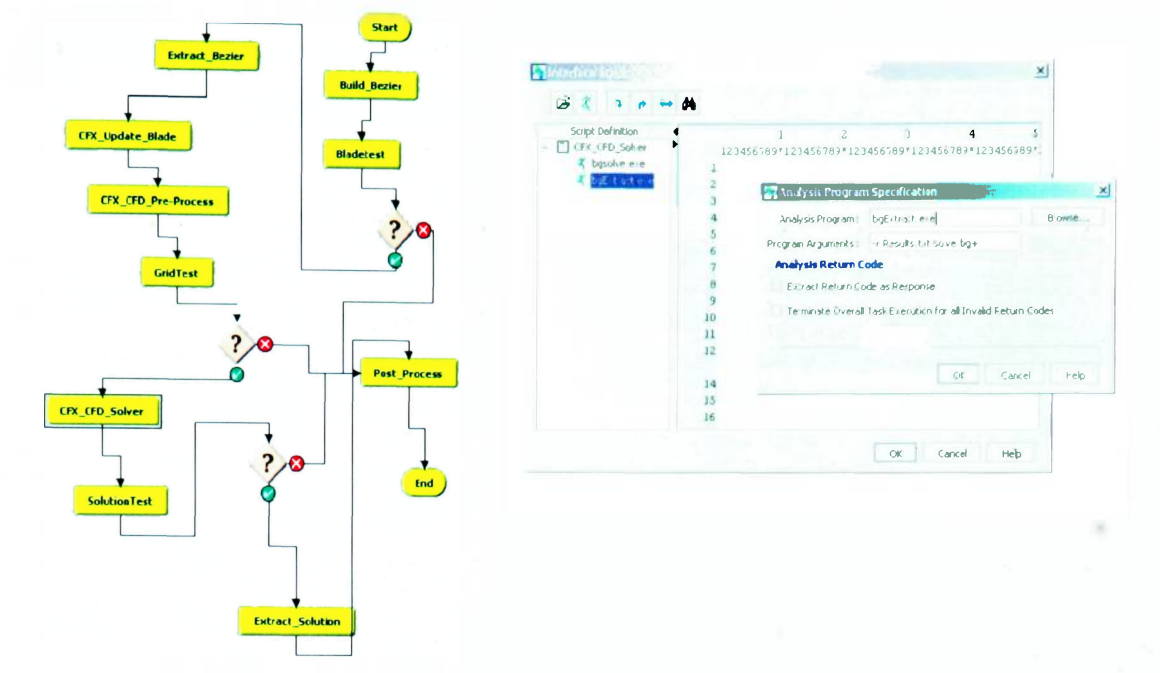 Start
Extract_Bezier
Build_Bezier
CFX_Update_Blade
Bladetest
CFX_CFD_Pre-Process
?
GridTest
?
Post_Process
CFX_CFD_Solver
?
SolutionTest
End
Extract_Solution
Script Definition
CFX_CFD_Solver
bgsolve.exe
1 2 3 4 5
123456789*123456789*123456789*123456789*123456789*
1
2
3
4
5
6
7
8
9
10
11
12
14
15
16
Analysis Program Specification
Analysis Program: bgExtract.exe Browse...
Program Arguments:
Analysis Return Code
Extract Return Code as Response
Terminate Overall Task Execution for all Invalid Return Codes
OK Cancel Help
OK Cancel Help